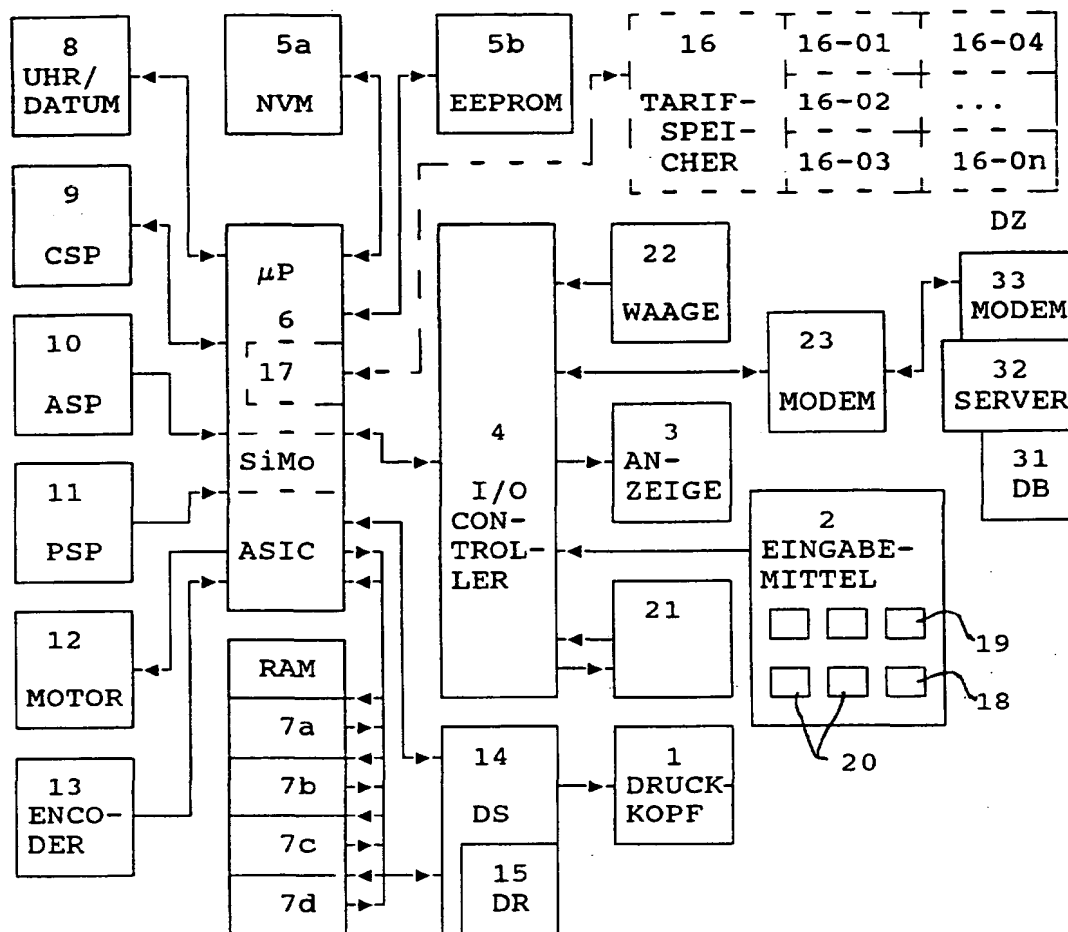 8
UHR/
DATUM
5a
NVM
5b
EEPROM
16
TARIF-
SPEI-
CHER
16-01
16-02
16-03
16-04
...
16-0n
9
CSP
10
ASP
11
PSP
12
MOTOR
13
ENCO-
DER
µP
6
17
SiMo
ASIC
RAM
7a
7b
7c
7d
4
I/O
CON-
TROL-
LER
14
DS
15
DR
22
WAAGE
23
MODEM
3
AN-
ZEIGE
21
1
DRUCK-
KOPF
DZ
33
MODEM
32
SERVER
31
DB
2
EINGABE-
MITTEL
19
18
20